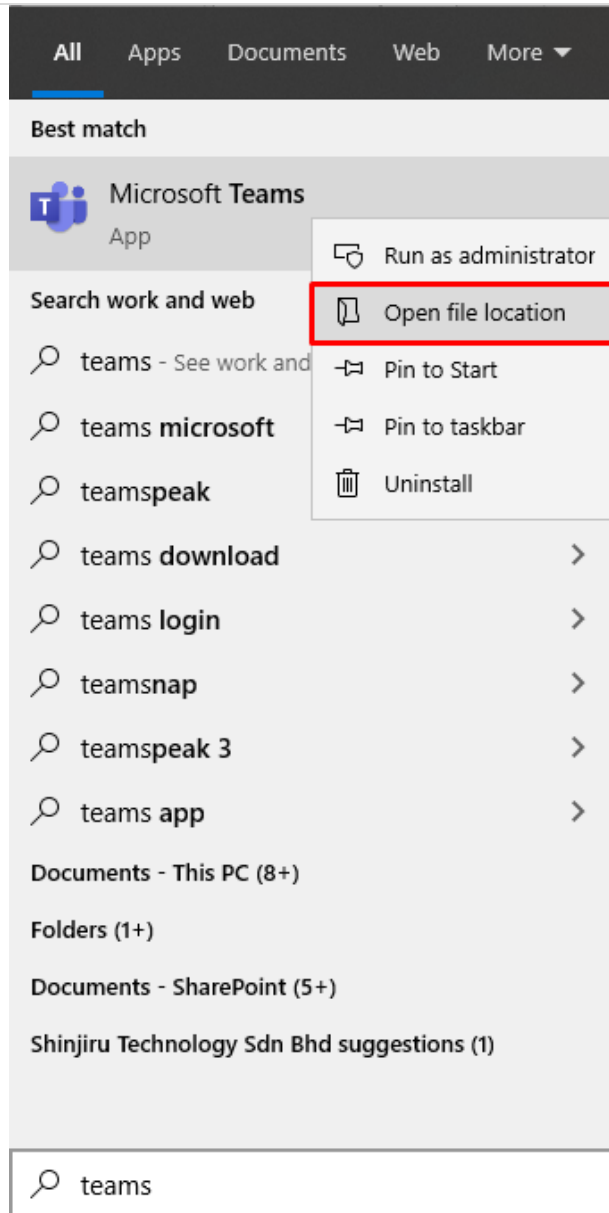 All Apps Documents Web More
Best match
Microsoft Teams
App
Run as administrator
Search work and web
Open file location
teams - See work and
Pin to Start
teams microsoft
Pin to taskbar
teamspeak
Uninstall
teams download
teams login
teamsnap
teamspeak 3
teams app
Documents - This PC (8+)
Folders (1+)
Documents - SharePoint (5+)
Shinjiru Technology Sdn Bhd suggestions (1)
teams